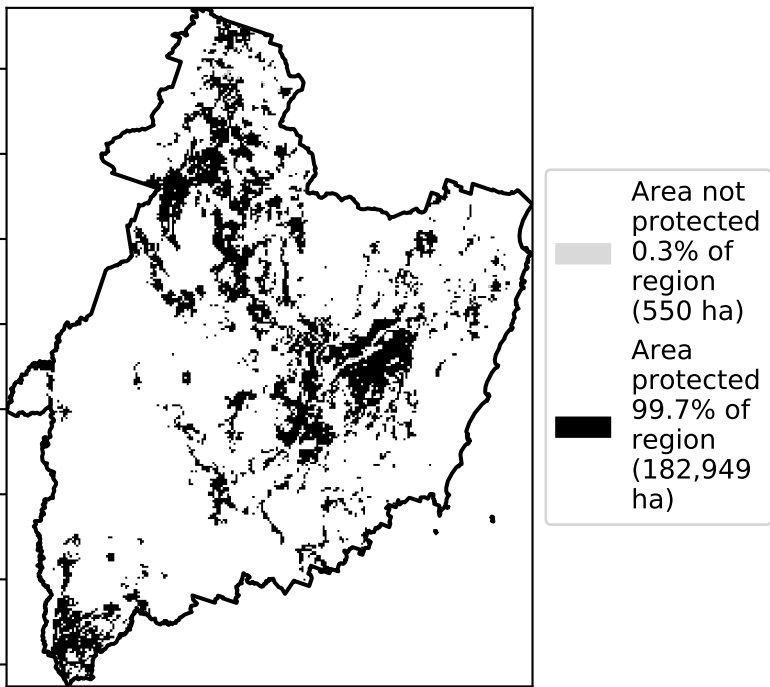 Area not
protected
0.3% of
region
(550 ha)
Area
protected
99.7% of
region
(182,949
ha)